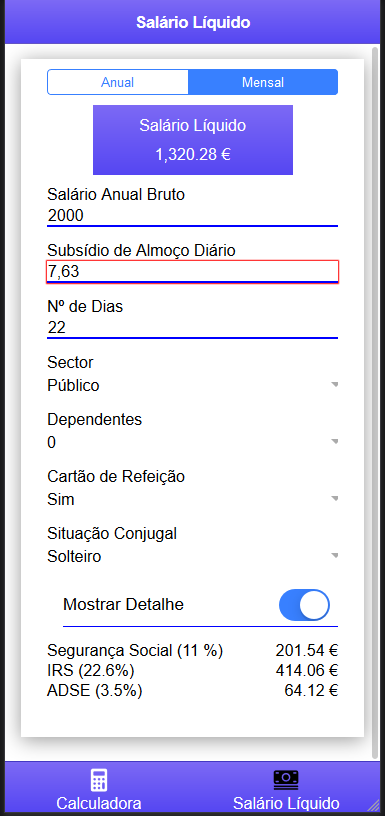 Salário Líquido
Anual Mensal
Salário Líquido
1,320.28 €
Salário Anual Bruto
2000
Subsídio de Almoço Diário
7,63
Nº de Dias
22
Sector
Público
Dependentes
0
Cartão de Refeição
Sim
Situação Conjugal
Solteiro
Mostrar Detalhe
Segurança Social (11 %) 201.54 €
IRS (22.6%) 414.06 €
ADSE (3.5%) 64.12 €
Calculadora Salário Líquido